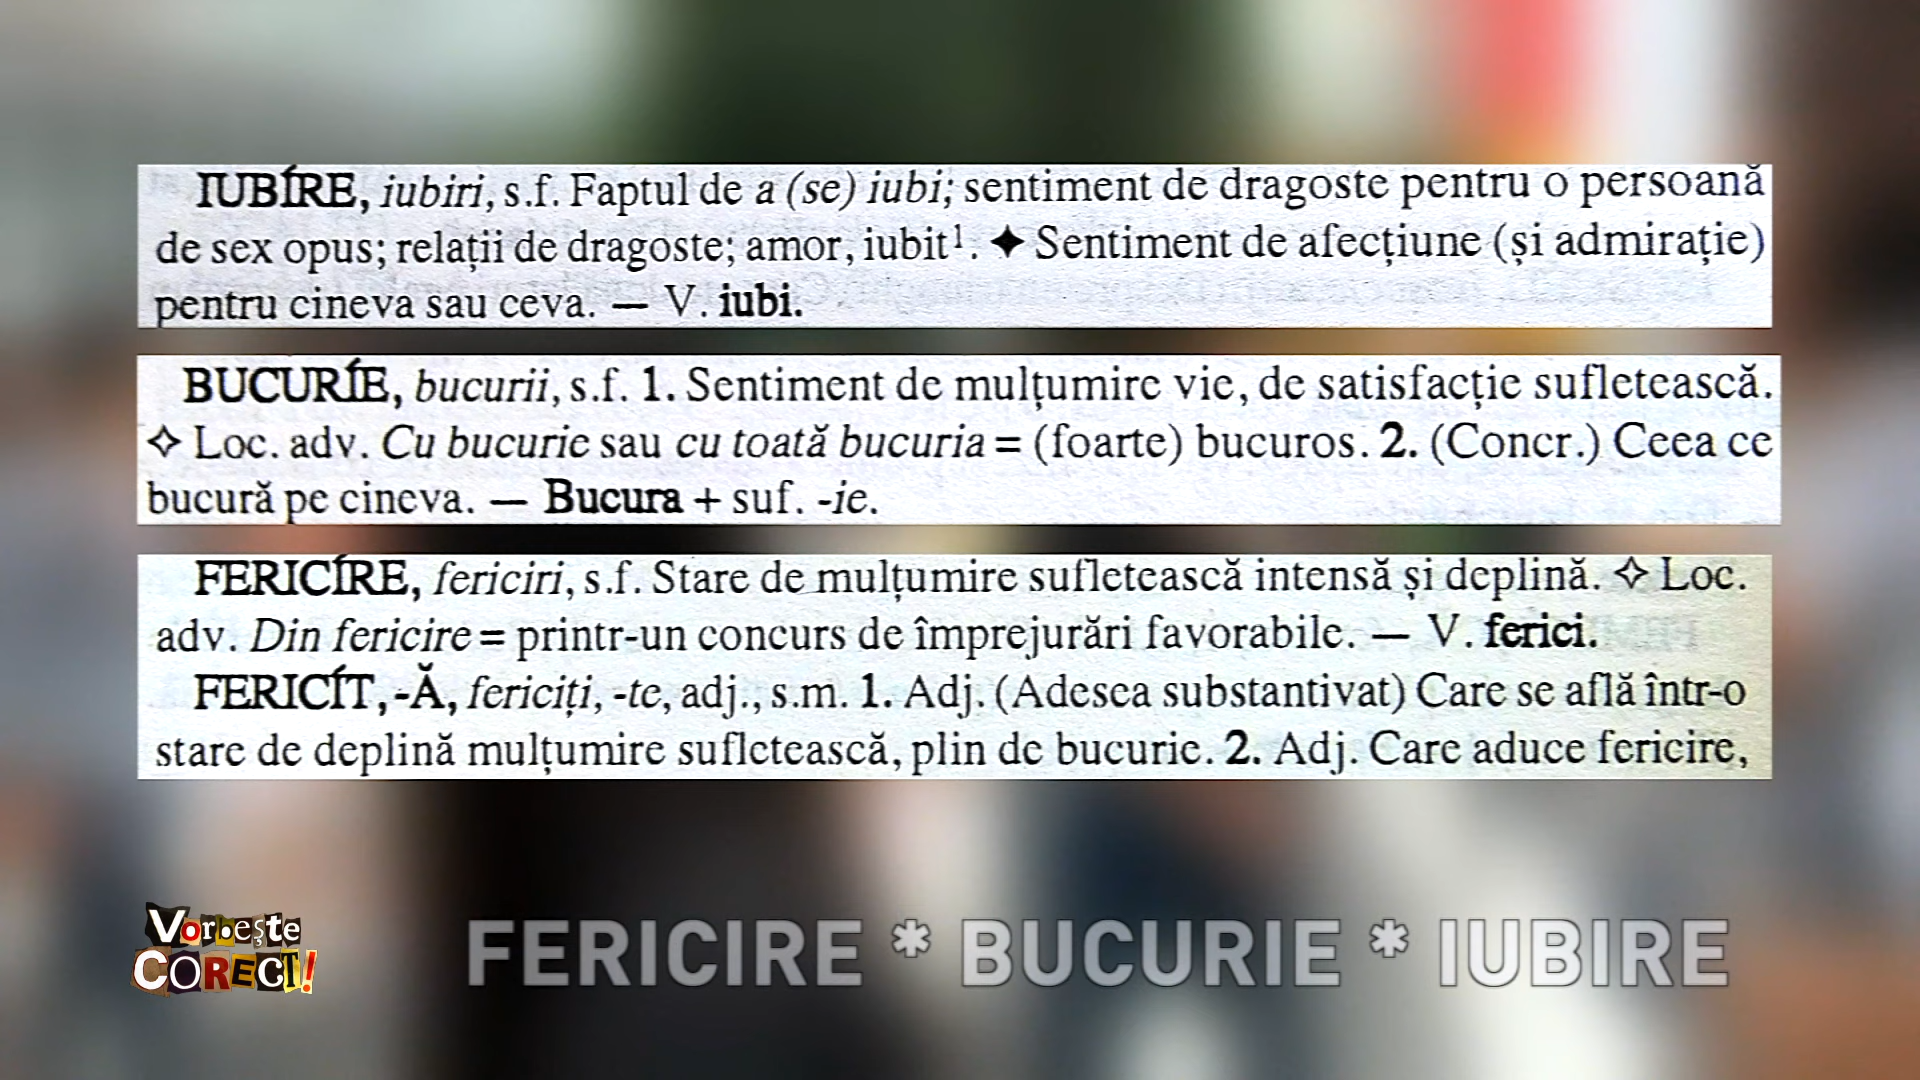 IUBÍRE, iubiri, s.f. Faptul de a (se) iubi; sentiment de dragoste pentru o persoană
de sex opus; relații de dragoste; amor, iubit¹. ✦ Sentiment de afecțiune (și admirație)
pentru cineva sau ceva. — V. iubi.
BUCURÍE, bucurii, s.f. 1. Sentiment de mulțumire vie, de satisfacție sufletească.
✧ Loc. adv. Cu bucurie sau cu toată bucuria = (foarte) bucuros. 2. (Concr.) Ceea ce
bucură pe cineva. — Bucura + suf. -ie.
FERICÍRE, fericiri, s.f. Stare de mulțumire sufletească intensă și deplină. ✧ Loc.
adv. Din fericire = printr-un concurs de împrejurări favorabile. — V. ferici.
FERICÍT, -Ă, fericiți, -te, adj., s.m. 1. Adj. (Adesea substantivat) Care se află într-o
stare de deplină mulțumire sufletească, plin de bucurie. 2. Adj. Care aduce fericire,
Vorbește
CORECT!
FERICIRE * BUCURIE * IUBIRE